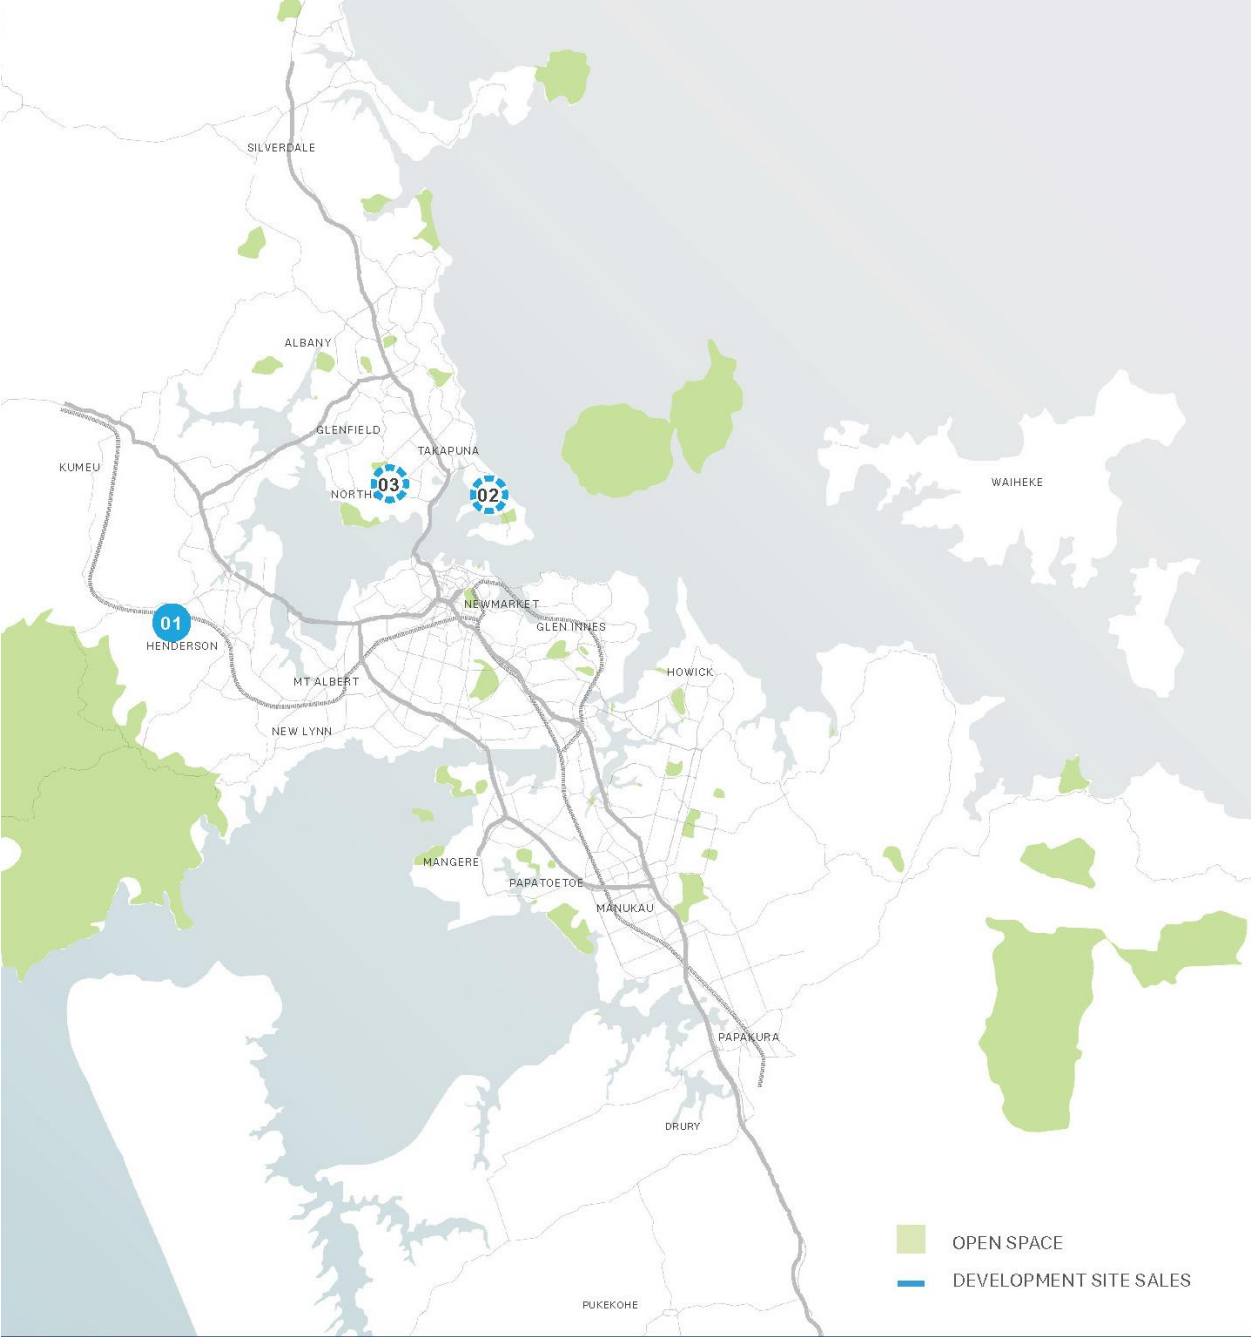 SILVERDALE
ALBANY
GLENFIELD
TAKAPUNA
KUMEU
WAIHEKE
03
NORTH
02
NEWMARKET
01
GLEN INNES
HENDERSON
HOWICK
MT ALBERT
NEW LYNN
MANGERE
PAPATOETOE
MANUKAU
PAPAKURA
DRURY
OPEN SPACE
DEVELOPMENT SITE SALES
PUKEKOHE